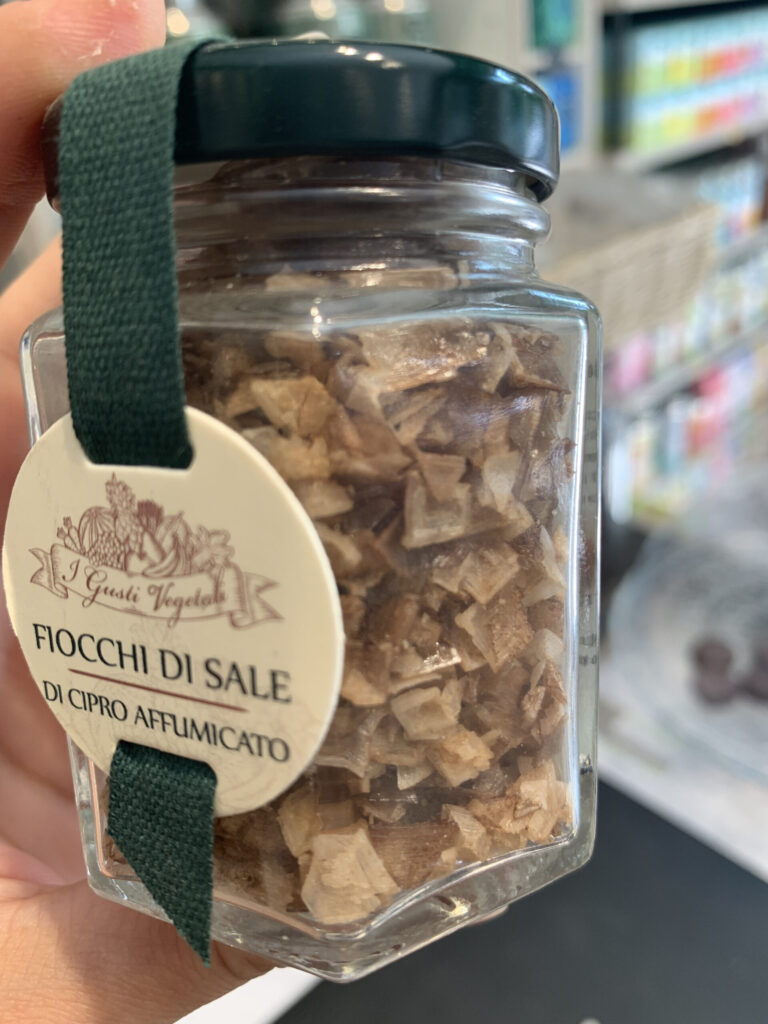 I Gusti Vegetali
FIOCCHI DI SALE
DI CIPRO AFFUMICATO